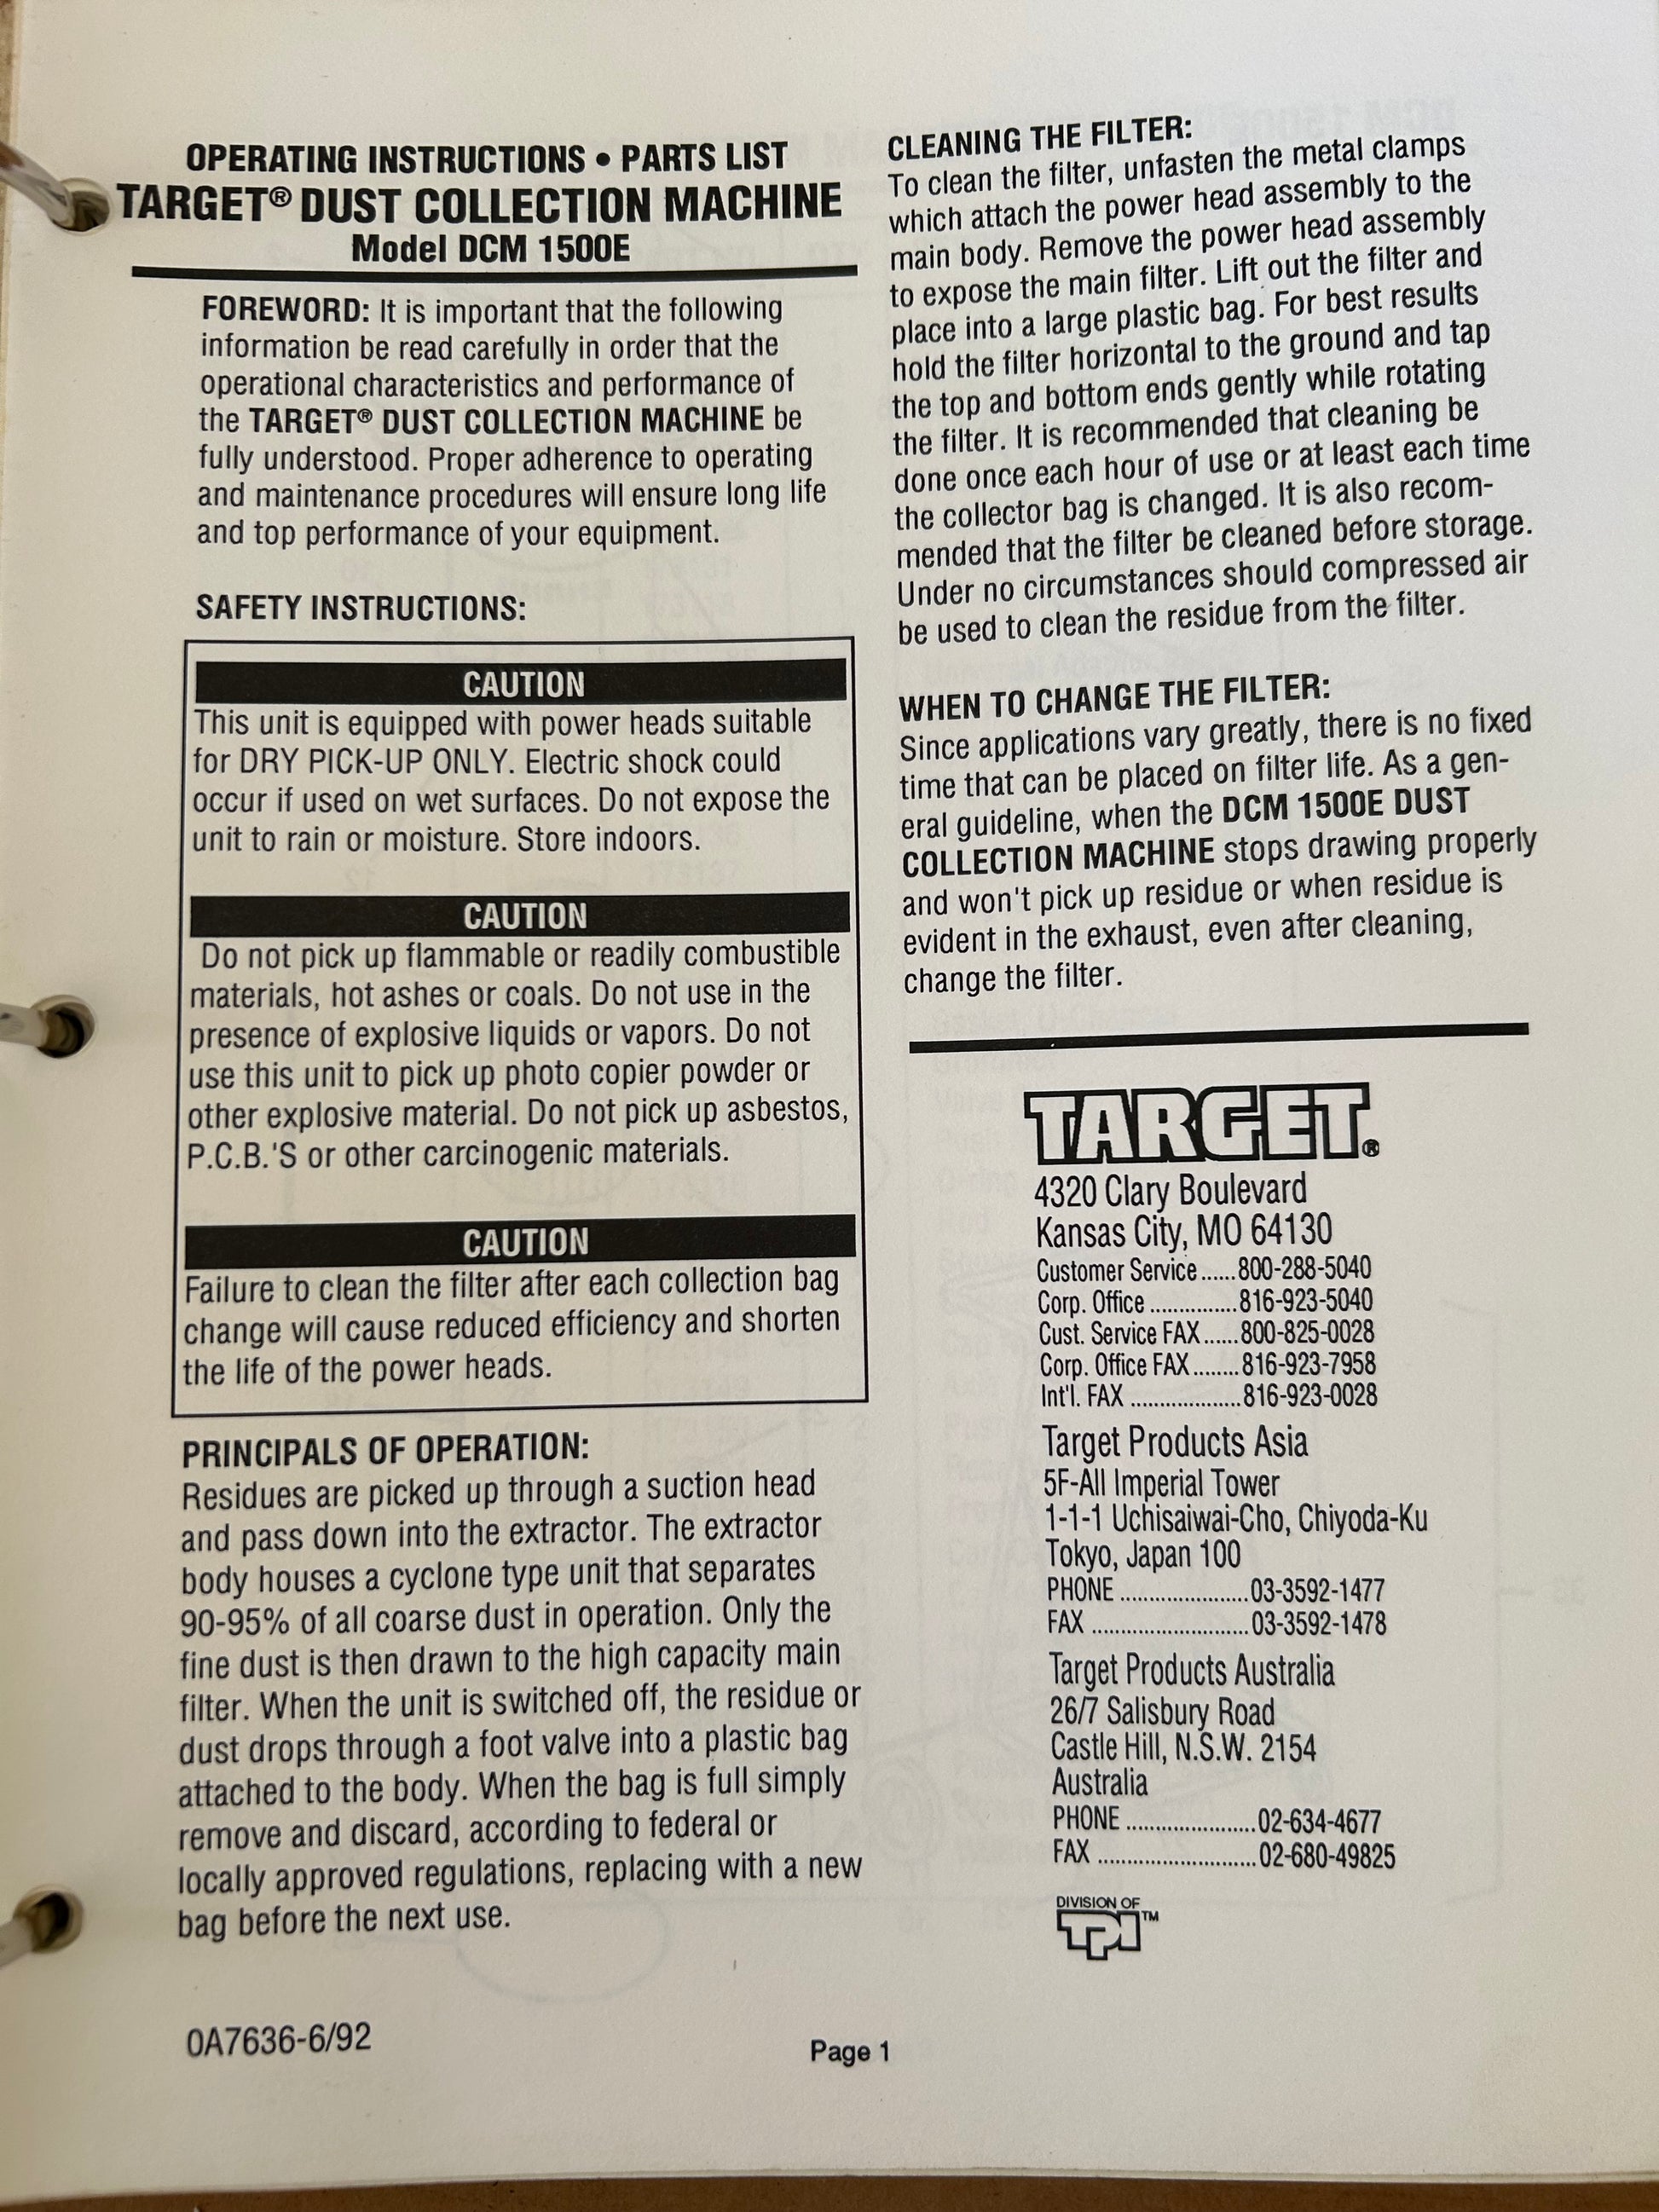 OPERATING INSTRUCTIONS • PARTS LIST
TARGET® DUST COLLECTION MACHINE
Model DCM 1500E
FOREWORD: It is important that the following
information be read carefully in order that the
operational characteristics and performance of
the TARGET® DUST COLLECTION MACHINE be
fully understood. Proper adherence to operating
and maintenance procedures will ensure long life
and top performance of your equipment.
SAFETY INSTRUCTIONS:
CAUTION
This unit is equipped with power heads suitable
for DRY PICK-UP ONLY. Electric shock could
occur if used on wet surfaces. Do not expose the
unit to rain or moisture. Store indoors.
CAUTION
Do not pick up flammable or readily combustible
materials, hot ashes or coals. Do not use in the
presence of explosive liquids or vapors. Do not
use this unit to pick up photo copier powder or
other explosive material. Do not pick up asbestos,
P.C.B.'S or other carcinogenic materials.
CAUTION
Failure to clean the filter after each collection bag
change will cause reduced efficiency and shorten
the life of the power heads.
PRINCIPALS OF OPERATION:
Residues are picked up through a suction head
and pass down into the extractor. The extractor
body houses a cyclone type unit that separates
90-95% of all coarse dust in operation. Only the
fine dust is then drawn to the high capacity main
filter. When the unit is switched off, the residue or
dust drops through a foot valve into a plastic bag
attached to the body. When the bag is full simply
remove and discard, according to federal or
locally approved regulations, replacing with a new
bag before the next use.
CLEANING THE FILTER:
To clean the filter, unfasten the metal clamps
which attach the power head assembly to the
main body. Remove the power head assembly
to expose the main filter. Lift out the filter and
place into a large plastic bag. For best results
hold the filter horizontal to the ground and tap
the top and bottom ends gently while rotating
the filter. It is recommended that cleaning be
done once each hour of use or at least each time
the collector bag is changed. It is also recom-
mended that the filter be cleaned before storage.
Under no circumstances should compressed air
be used to clean the residue from the filter.
WHEN TO CHANGE THE FILTER:
Since applications vary greatly, there is no fixed
time that can be placed on filter life. As a gen-
eral guideline, when the DCM 1500E DUST
COLLECTION MACHINE stops drawing properly
and won't pick up residue or when residue is
evident in the exhaust, even after cleaning,
change the filter.
TARGET®
4320 Clary Boulevard
Kansas City, MO 64130
Customer Service......800-288-5040
Corp. Office ...............816-923-5040
Cust. Service FAX......800-825-0028
Corp. Office FAX........816-923-7958
Int'l. FAX ...................816-923-0028
Target Products Asia
5F-All Imperial Tower
1-1-1 Uchisaiwai-Cho, Chiyoda-Ku
Tokyo, Japan 100
PHONE ......................03-3592-1477
FAX ...........................03-3592-1478
Target Products Australia
26/7 Salisbury Road
Castle Hill, N.S.W. 2154
Australia
PHONE ......................02-634-4677
FAX ...........................02-680-49825
DIVISION OF
TPI™
0A7636-6/92
Page 1